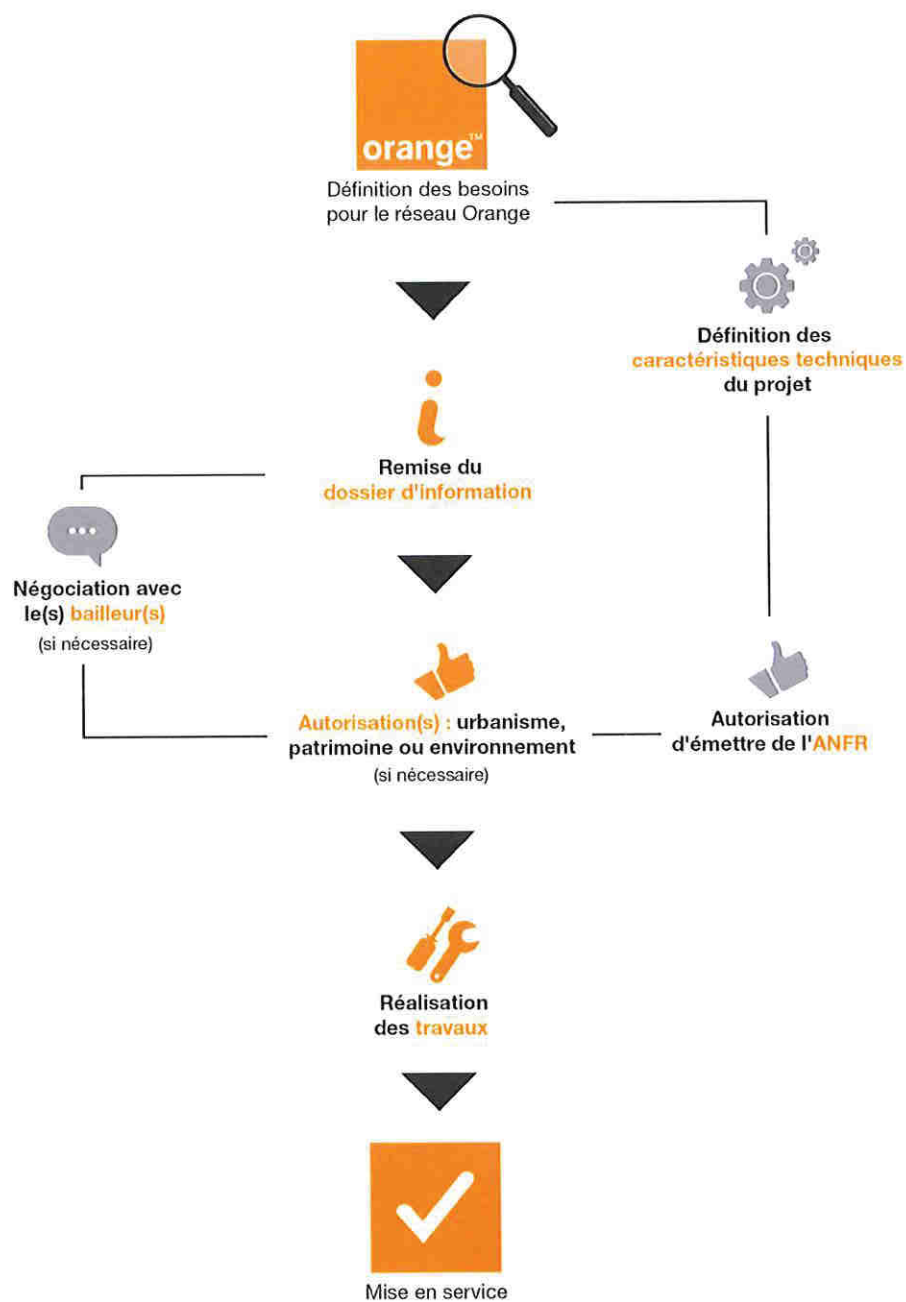 orange™
Définition des besoins
pour le réseau Orange
Définition des
caractéristiques techniques
du projet
Remise du
dossier d'information
Négociation avec
le(s) bailleur(s)
(si nécessaire)
Autorisation(s) : urbanisme,
patrimoine ou environnement
(si nécessaire)
Autorisation
d'émettre de l'ANFR
Réalisation
des travaux
Mise en service